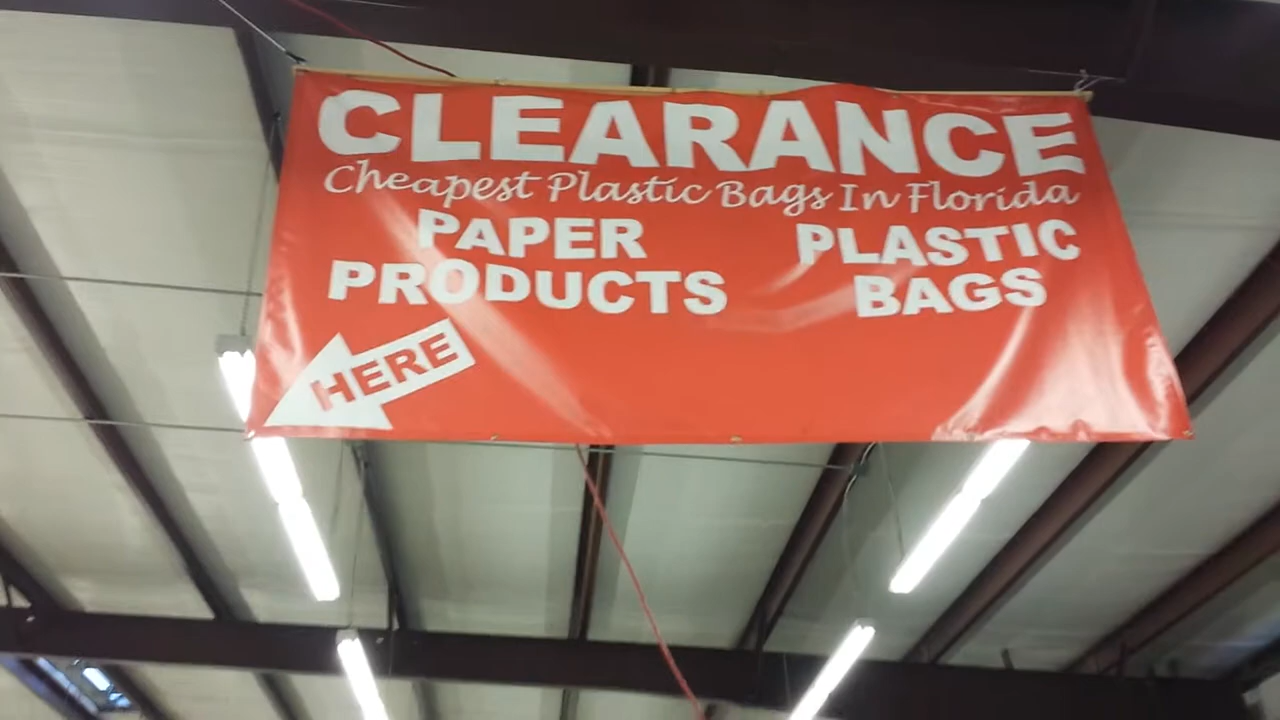 CLEARANCE
Cheapest Plastic Bags In Florida
PAPER
PRODUCTS
PLASTIC
BAGS
HERE